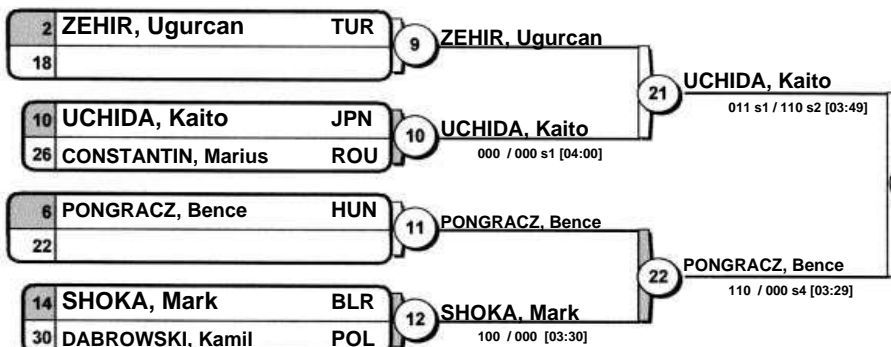 2 ZEHIR, Ugurcan TUR
18
9
ZEHIR, Ugurcan
10 UCHIDA, Kaito JPN
26 CONSTANTIN, Marius ROU
10
UCHIDA, Kaito
000 / 000 s1 [04:00]
21
UCHIDA, Kaito
011 s1 / 110 s2 [03:49]
6 PONGRACZ, Bence HUN
22
11
PONGRACZ, Bence
14 SHOKA, Mark BLR
30 DABROWSKI, Kamil POL
12
SHOKA, Mark
100 / 000 [03:30]
22
PONGRACZ, Bence
110 / 000 s4 [03:29]